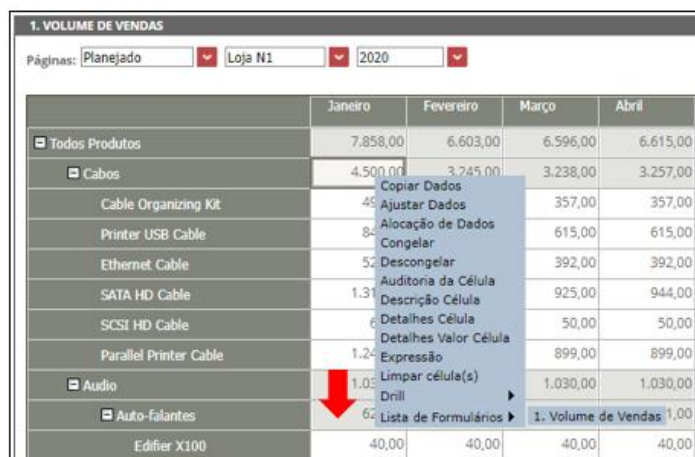 1. VOLUME DE VENDAS
Páginas: Planejado Loja N1 2020
Janeiro Fevereiro Março Abril
Todos Produtos 7.858,00 6.603,00 6.596,00 6.615,00
Cabos 4.500,00 3.245,00 3.238,00 3.257,00
Cable Organizing Kit 357,00 357,00
Printer USB Cable 615,00 615,00
Ethernet Cable 392,00 392,00
SATA HD Cable 925,00 944,00
SCSI HD Cable 50,00 50,00
Parallel Printer Cable 899,00 899,00
Audio 1.030,00 1.030,00
Auto-falantes
Edifier X100 40,00 40,00 40,00 40,00
Copiar Dados
Ajustar Dados
Alocação de Dados
Congelar
Descongelar
Auditoria da Célula
Descrição Célula
Detalhes Célula
Detalhes Valor Célula
Expressão
Limpar célula(s)
Drill
Lista de Formulários
1. Volume de Vendas